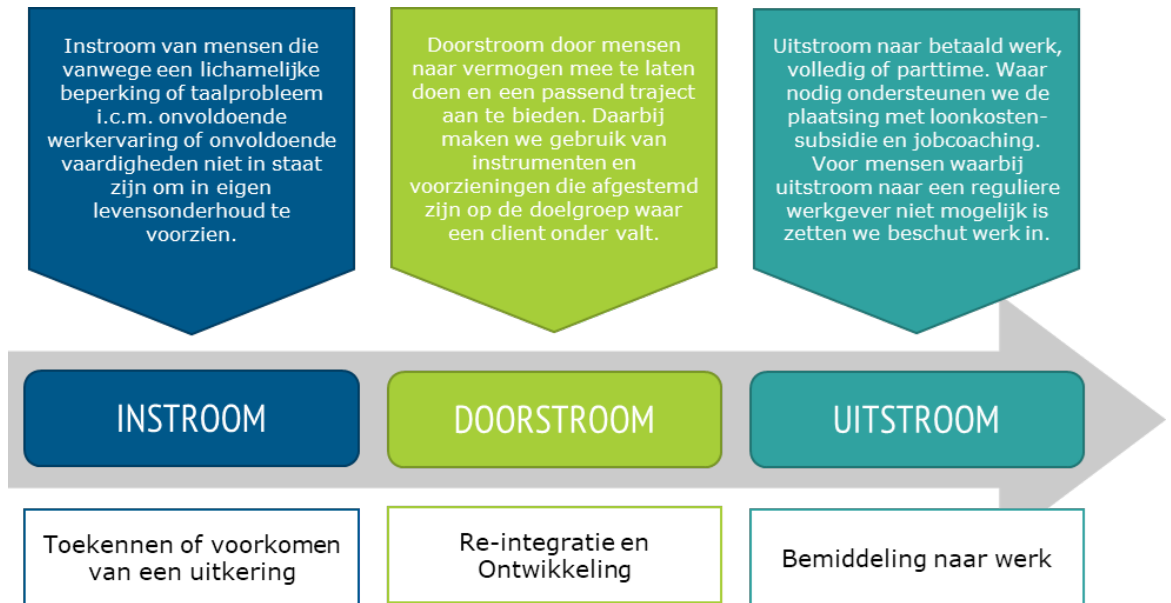 Instroom van mensen die
vanwege een lichamelijke
beperking of taalprobleem
i.c.m. onvoldoende
werkervaring of onvoldoende
vaardigheden niet in staat
zijn om in eigen
levensonderhoud te
voorzien.
Doorstroom door mensen
naar vermogen mee te laten
doen en een passend traject
aan te bieden. Daarbij
maken we gebruik van
instrumenten en
voorzieningen die afgestemd
zijn op de doelgroep waar
een client onder valt.
Uitstroom naar betaald werk,
volledig of parttime. Waar
nodig ondersteunen we de
plaatsing met loonkosten-
subsidie en jobcoaching.
Voor mensen waarbij
uitstroom naar een reguliere
werkgever niet mogelijk is
zetten we beschut werk in.
INSTROOM
DOORSTROOM
UITSTROOM
Toekennen of voorkomen
van een uitkering
Re-integratie en
Ontwikkeling
Bemiddeling naar werk